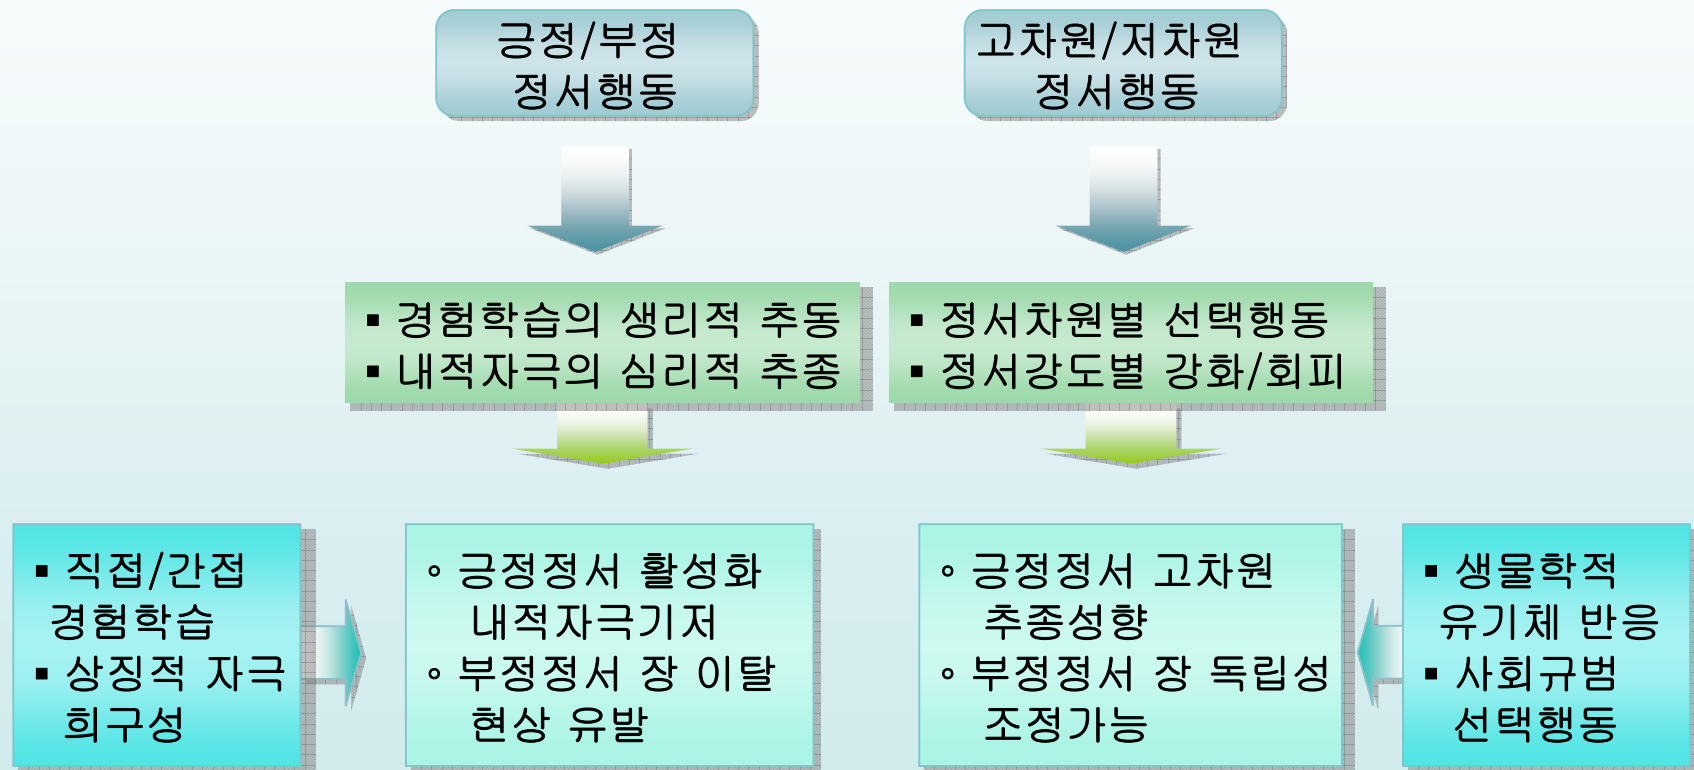 긍정/부정
정서행동
고차원/저차원
정서행동
▪ 경험학습의 생리적 추동
▪ 내적자극의 심리적 추종
▪ 정서차원별 선택행동
▪ 정서강도별 강화/회피
▪ 직접/간접
경험학습
▪ 상징적 자극
희구성
◦ 긍정정서 활성화
내적자극기저
◦ 부정정서 장 이탈
현상 유발
◦ 긍정정서 고차원
추종성향
◦ 부정정서 장 독립성
조정가능
▪ 생물학적
유기체 반응
▪ 사회규범
선택행동